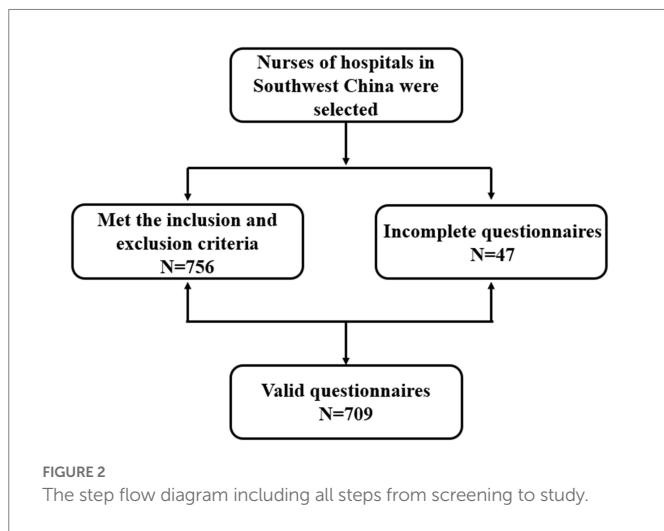 Nurses of hospitals in
Southwest China were
selected
Met the inclusion and
exclusion criteria
N=756
Incomplete questionnaires
N=47
Valid questionnaires
N=709
FIGURE 2
The step flow diagram including all steps from screening to study.